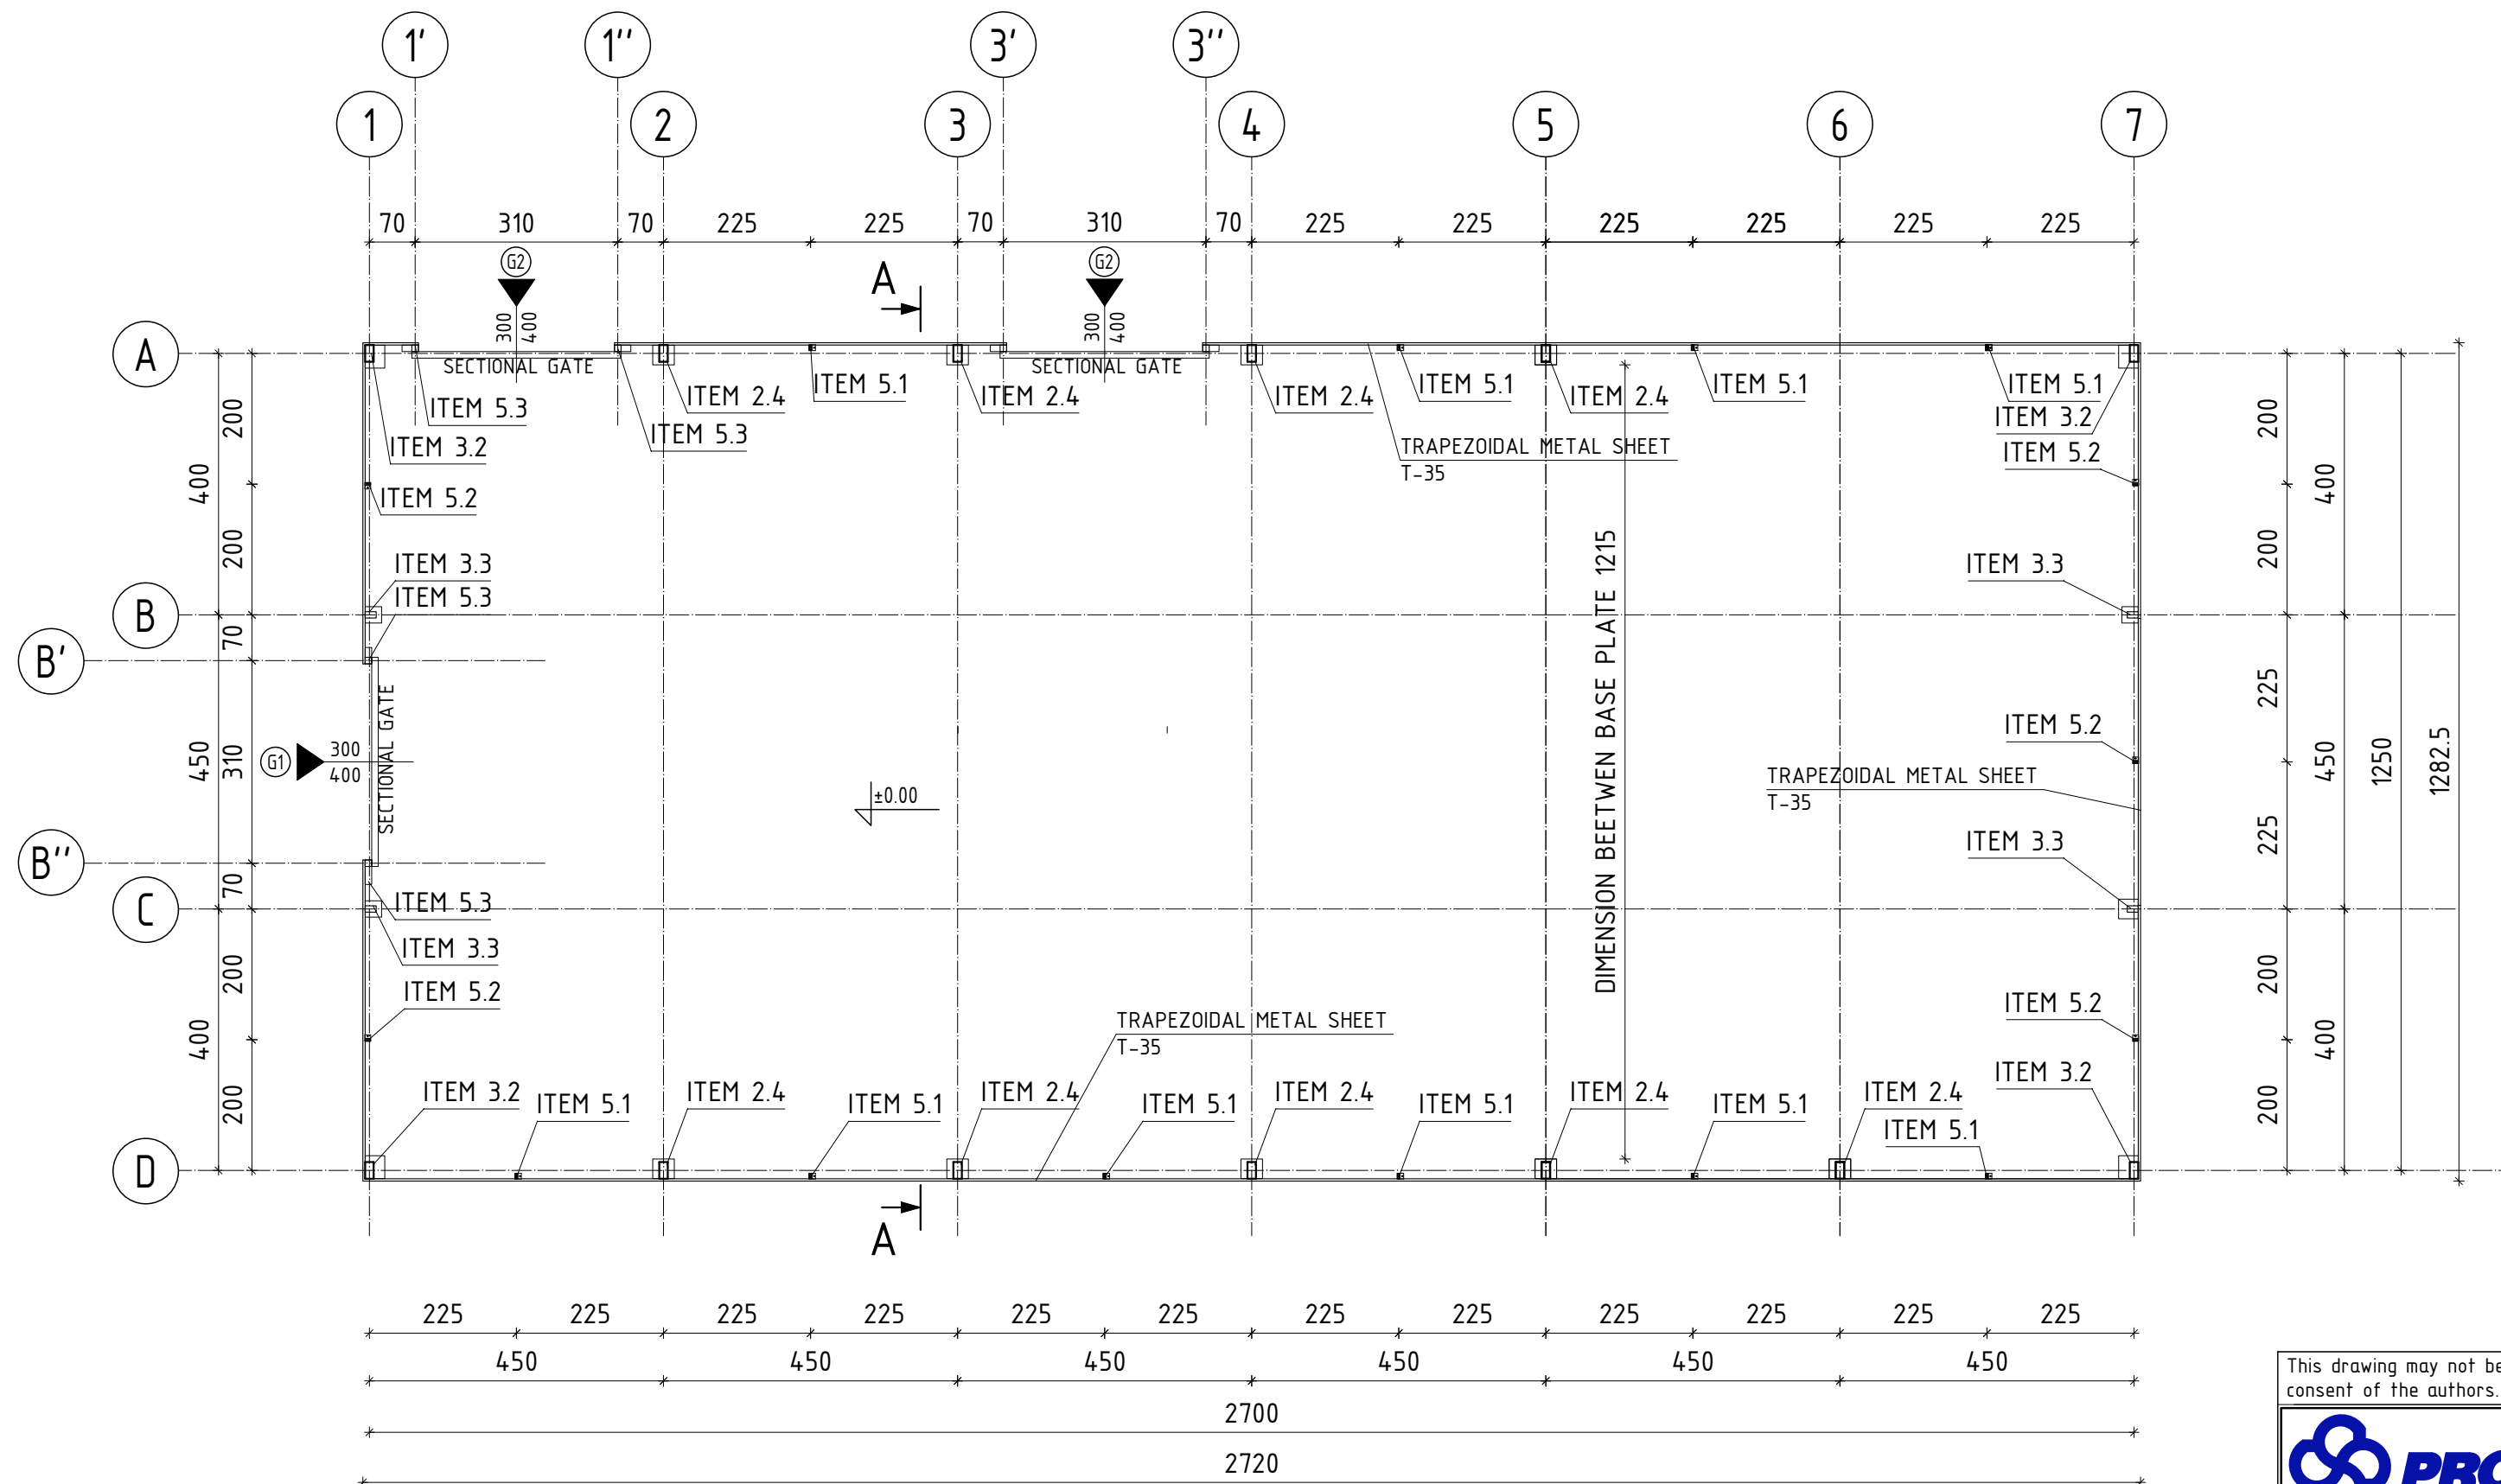 1' 1'' 3' 3''
1 2 3 4 5 6 7
70 310 70 225 225 70 310 70 225 225 225 225 225 225
G2 G2
A
300 400 300 400
A
SECTIONAL GATE SECTIONAL GATE
ITEM 5.3 ITEM 2.4 ITEM 5.1 ITEM 2.4 ITEM 2.4 ITEM 5.1 ITEM 2.4 ITEM 5.1 ITEM 5.1
ITEM 3.2 ITEM 5.3 ITEM 3.2
TRAPEZOIDAL METAL SHEET
T-35
ITEM 5.2 ITEM 5.2
200 200
400 400
200 200
ITEM 3.3 ITEM 3.3
ITEM 5.3
B
70
B'
DIMENSION BEETWEN BASE PLATE 1215
225
ITEM 5.2
SECTIONAL GATE
450 310 G1 300
400
450 1250 1282.5
±0.00
TRAPEZOIDAL METAL SHEET
T-35
225
ITEM 3.3
B''
70
C
ITEM 5.3
ITEM 3.3
200 200
ITEM 5.2 ITEM 5.2
400 400
TRAPEZOIDAL METAL SHEET
T-35
200 200
ITEM 3.2 ITEM 5.1 ITEM 2.4 ITEM 5.1 ITEM 2.4 ITEM 5.1 ITEM 2.4 ITEM 5.1 ITEM 2.4 ITEM 5.1 ITEM 2.4 ITEM 3.2
ITEM 5.1
D
A
225 225 225 225 225 225 225 225 225 225 225 225
450 450 450 450 450 450
2700
2720
This drawing may not be
consent of the authors.